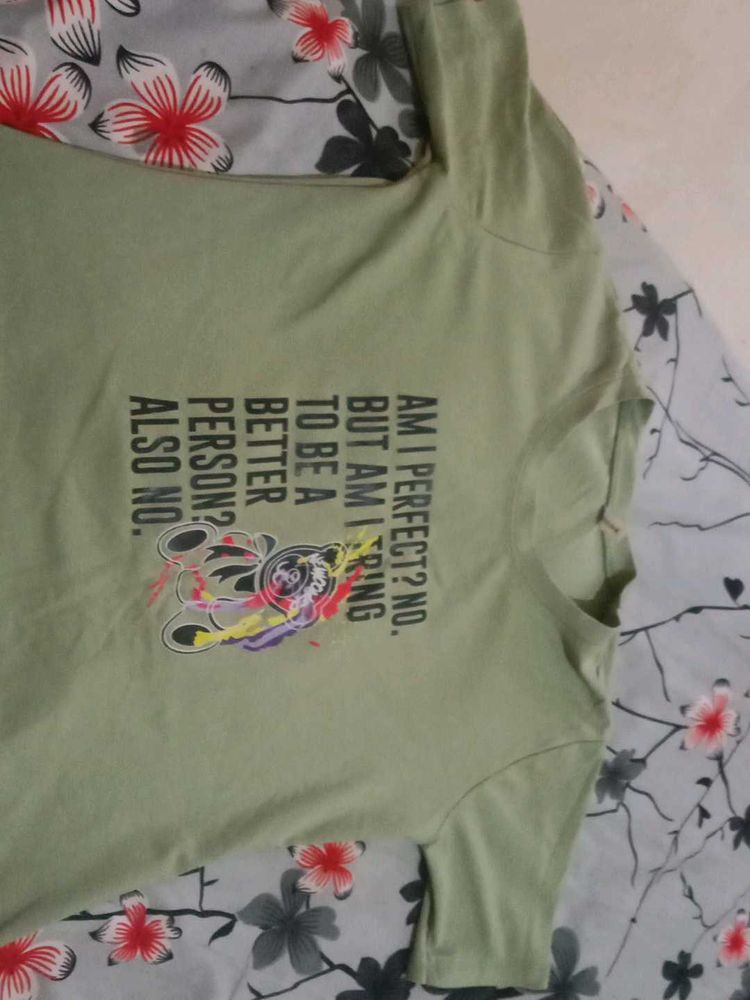 AM I PERFECT? NO.
BUT AM I TRING
TO BE A
BETTER
PERSON?
ALSO NO.